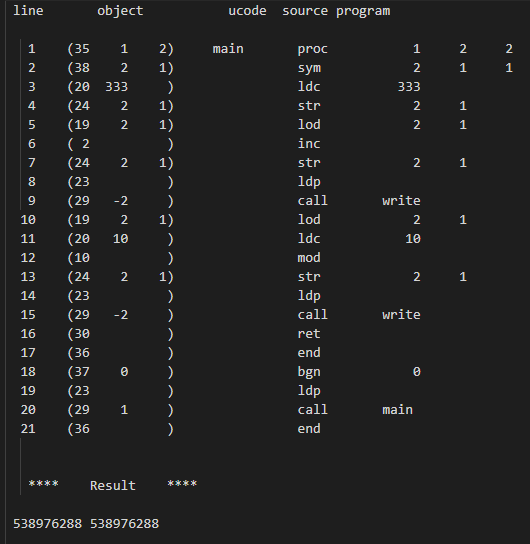 line       object           ucode  source program

  1    (35    1    2)     main       proc           1     2     2
  2    (38    2    1)                sym            2     1     1
  3    (20  333     )                ldc          333
  4    (24    2    1)                str            2     1
  5    (19    2    1)                lod            2     1
  6    ( 2          )                inc
  7    (24    2    1)                str            2     1
  8    (23          )                ldp
  9    (29   -2     )                call       write
 10    (19    2    1)                lod            2     1
 11    (20   10     )                ldc           10
 12    (10          )                mod
 13    (24    2    1)                str            2     1
 14    (23          )                ldp
 15    (29   -2     )                call       write
 16    (30          )                ret
 17    (36          )                end
 18    (37    0     )                bgn            0
 19    (23          )                ldp
 20    (29    1     )                call       main
 21    (36          )                end

  ****    Result    ****

538976288 538976288